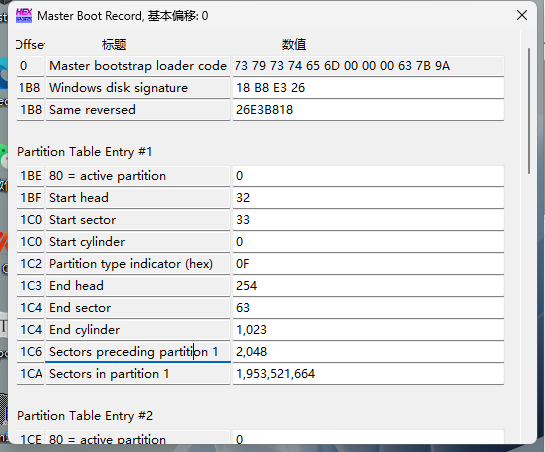 Master Boot Record, 基本偏移: 0
Offset 标题 数值
0 Master bootstrap loader code 73 79 73 74 65 6D 00 00 00 63 7B 9A
1B8 Windows disk signature 18 B8 E3 26
1B8 Same reversed 26E3B818
Partition Table Entry #1
1BE 80 = active partition 0
1BF Start head 32
1C0 Start sector 33
1C0 Start cylinder 0
1C2 Partition type indicator (hex) 0F
1C3 End head 254
1C4 End sector 63
1C4 End cylinder 1,023
1C6 Sectors preceding partition 1 2,048
1CA Sectors in partition 1 1,953,521,664
Partition Table Entry #2
1CE 80 = active partition 0